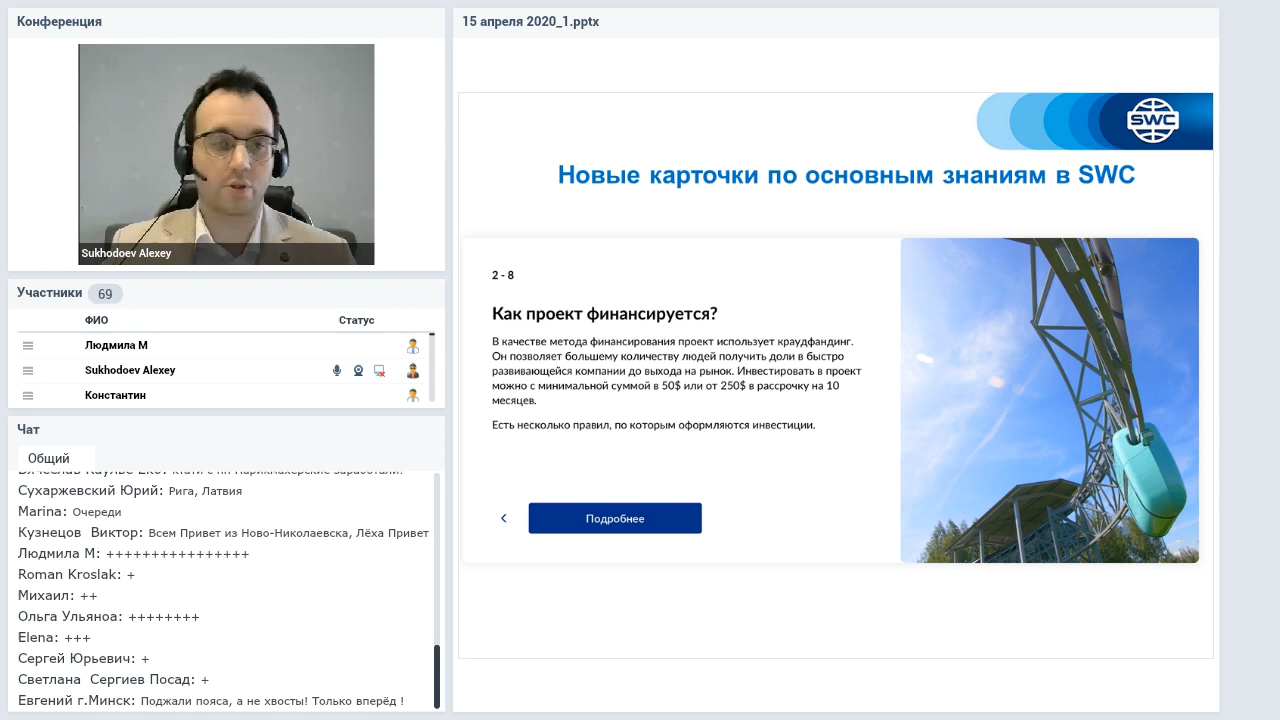 Конференция
Sukhodoev Alexey
Участники 69
ФИО Статус
Людмила М
Sukhodoev Alexey
Константин
Чат
Общий
Сухаржевский Юрий: Рига, Латвия
Marina: Очереди
Кузнецов Виктор: Всем Привет из Ново-Николаевска, Лёха Привет
Людмила М: ++++++++++++++++
Roman Kroslak: +
Михаил: ++
Ольга Ульяноа: ++++++++
Elena: +++
Сергей Юрьевич: +
Светлана Сергиев Посад: +
Евгений г.Минск: Поджали пояса, а не хвосты! Только вперёд !
15 апреля 2020_1.pptx
SWC
Новые карточки по основным знаниям в SWC
2 - 8
Как проект финансируется?
В качестве метода финансирования проект использует краудфандинг.
Он позволяет большему количеству людей получить доли в быстро
развивающейся компании до выхода на рынок. Инвестировать в проект
можно с минимальной суммой в 50$ или от 250$ в рассрочку на 10
месяцев.
Есть несколько правил, по которым оформляются инвестиции.
Подробнее